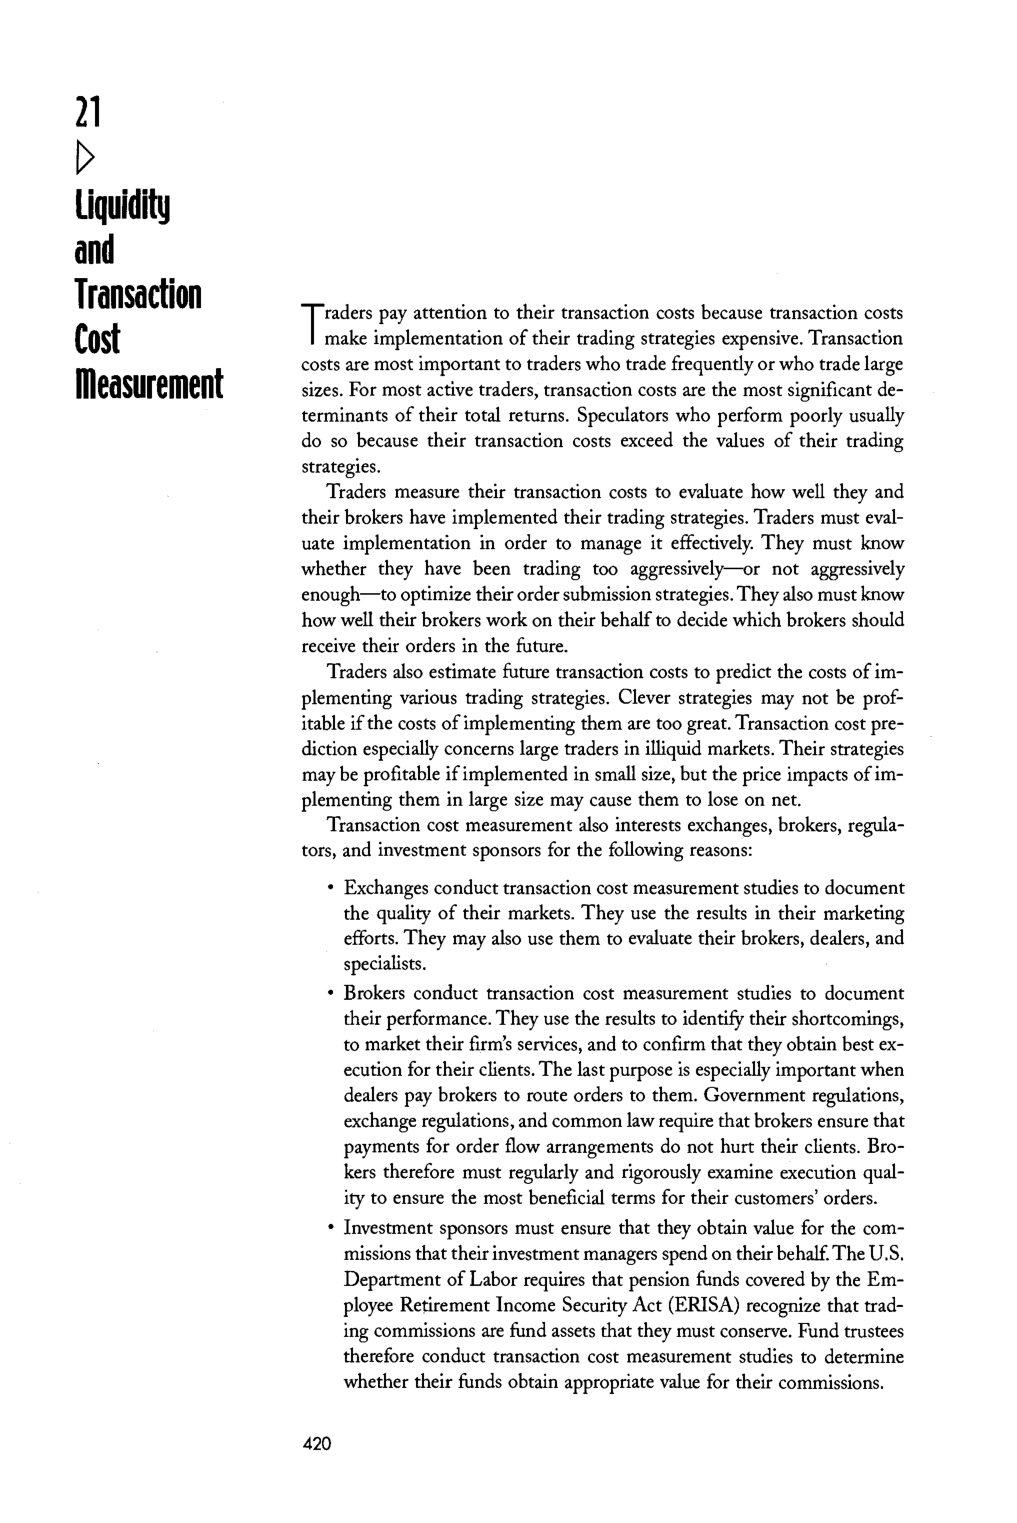 21
Liquidity
and
Transaction
Cost
Measurement
Traders pay attention to their transaction costs because transaction costs
make implementation of their trading strategies expensive. Transaction
costs are most important to traders who trade frequently or who trade large
sizes. For most active traders, transaction costs are the most significant de-
terminants of their total returns. Speculators who perform poorly usually
do so because their transaction costs exceed the values of their trading
strategies.
Traders measure their transaction costs to evaluate how well they and
their brokers have implemented their trading strategies. Traders must eval-
uate implementation in order to manage it effectively. They must know
whether they have been trading too aggressively—or not aggressively
enough—to optimize their order submission strategies. They also must know
how well their brokers work on their behalf to decide which brokers should
receive their orders in the future.
Traders also estimate future transaction costs to predict the costs of im-
plementing various trading strategies. Clever strategies may not be prof-
itable if the costs of implementing them are too great. Transaction cost pre-
diction especially concerns large traders in illiquid markets. Their strategies
may be profitable if implemented in small size, but the price impacts of im-
plementing them in large size may cause them to lose on net.
Transaction cost measurement also interests exchanges, brokers, regula-
tors, and investment sponsors for the following reasons:
• Exchanges conduct transaction cost measurement studies to document
the quality of their markets. They use the results in their marketing
efforts. They may also use them to evaluate their brokers, dealers, and
specialists.
• Brokers conduct transaction cost measurement studies to document
their performance. They use the results to identify their shortcomings,
to market their firm's services, and to confirm that they obtain best ex-
ecution for their clients. The last purpose is especially important when
dealers pay brokers to route orders to them. Government regulations,
exchange regulations, and common law require that brokers ensure that
payments for order flow arrangements do not hurt their clients. Bro-
kers therefore must regularly and rigorously examine execution qual-
ity to ensure the most beneficial terms for their customers' orders.
• Investment sponsors must ensure that they obtain value for the com-
missions that their investment managers spend on their behalf. The U.S.
Department of Labor requires that pension funds covered by the Em-
ployee Retirement Income Security Act (ERISA) recognize that trad-
ing commissions are fund assets that they must conserve. Fund trustees
therefore conduct transaction cost measurement studies to determine
whether their funds obtain appropriate value for their commissions.
420